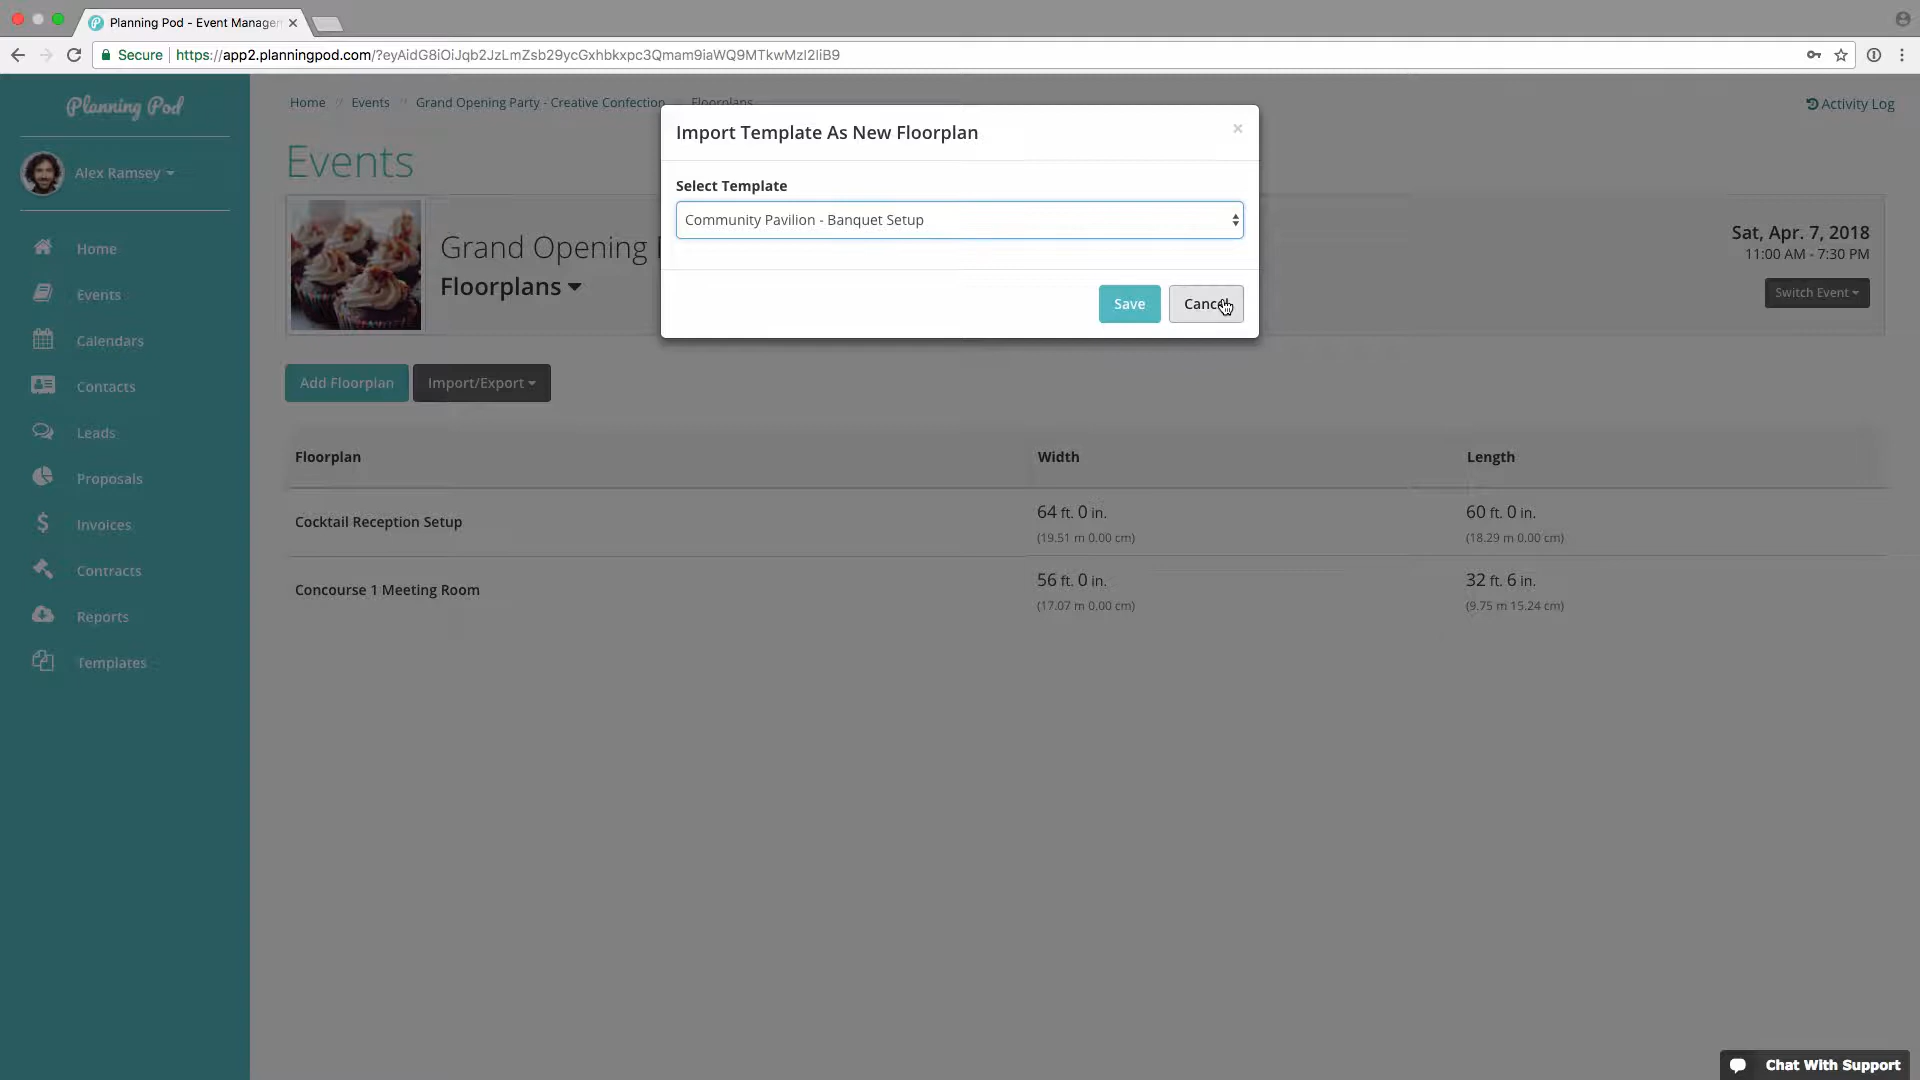 Planning Pod - Event Manage
Secure https://app2.planningpod.com/?eyAidG8iOiJqb2JzLmZsb29ycGxhbkxpc3Qmam9iaWQ9MTkwMzI2IiB9
Planning Pod
Alex Ramsey
Home
Events
Calendars
Contacts
Leads
Proposals
Invoices
Contracts
Reports
Templates
Home // Events // Grand Opening Party - Creative Confection Floorplans
Activity Log
Events
Grand Opening
Floorplans
Sat, Apr. 7, 2018
11:00 AM - 7:30 PM
Switch Event
Import Template As New Floorplan ×
Select Template
Community Pavilion - Banquet Setup
Save Cancel
Add Floorplan Import/Export
Floorplan Width Length
Cocktail Reception Setup 64 ft. 0 in. 60 ft. 0 in.
(19.51 m 0.00 cm) (18.29 m 0.00 cm)
Concourse 1 Meeting Room 56 ft. 0 in. 32 ft. 6 in.
(17.07 m 0.00 cm) (9.75 m 15.24 cm)
Chat With Support